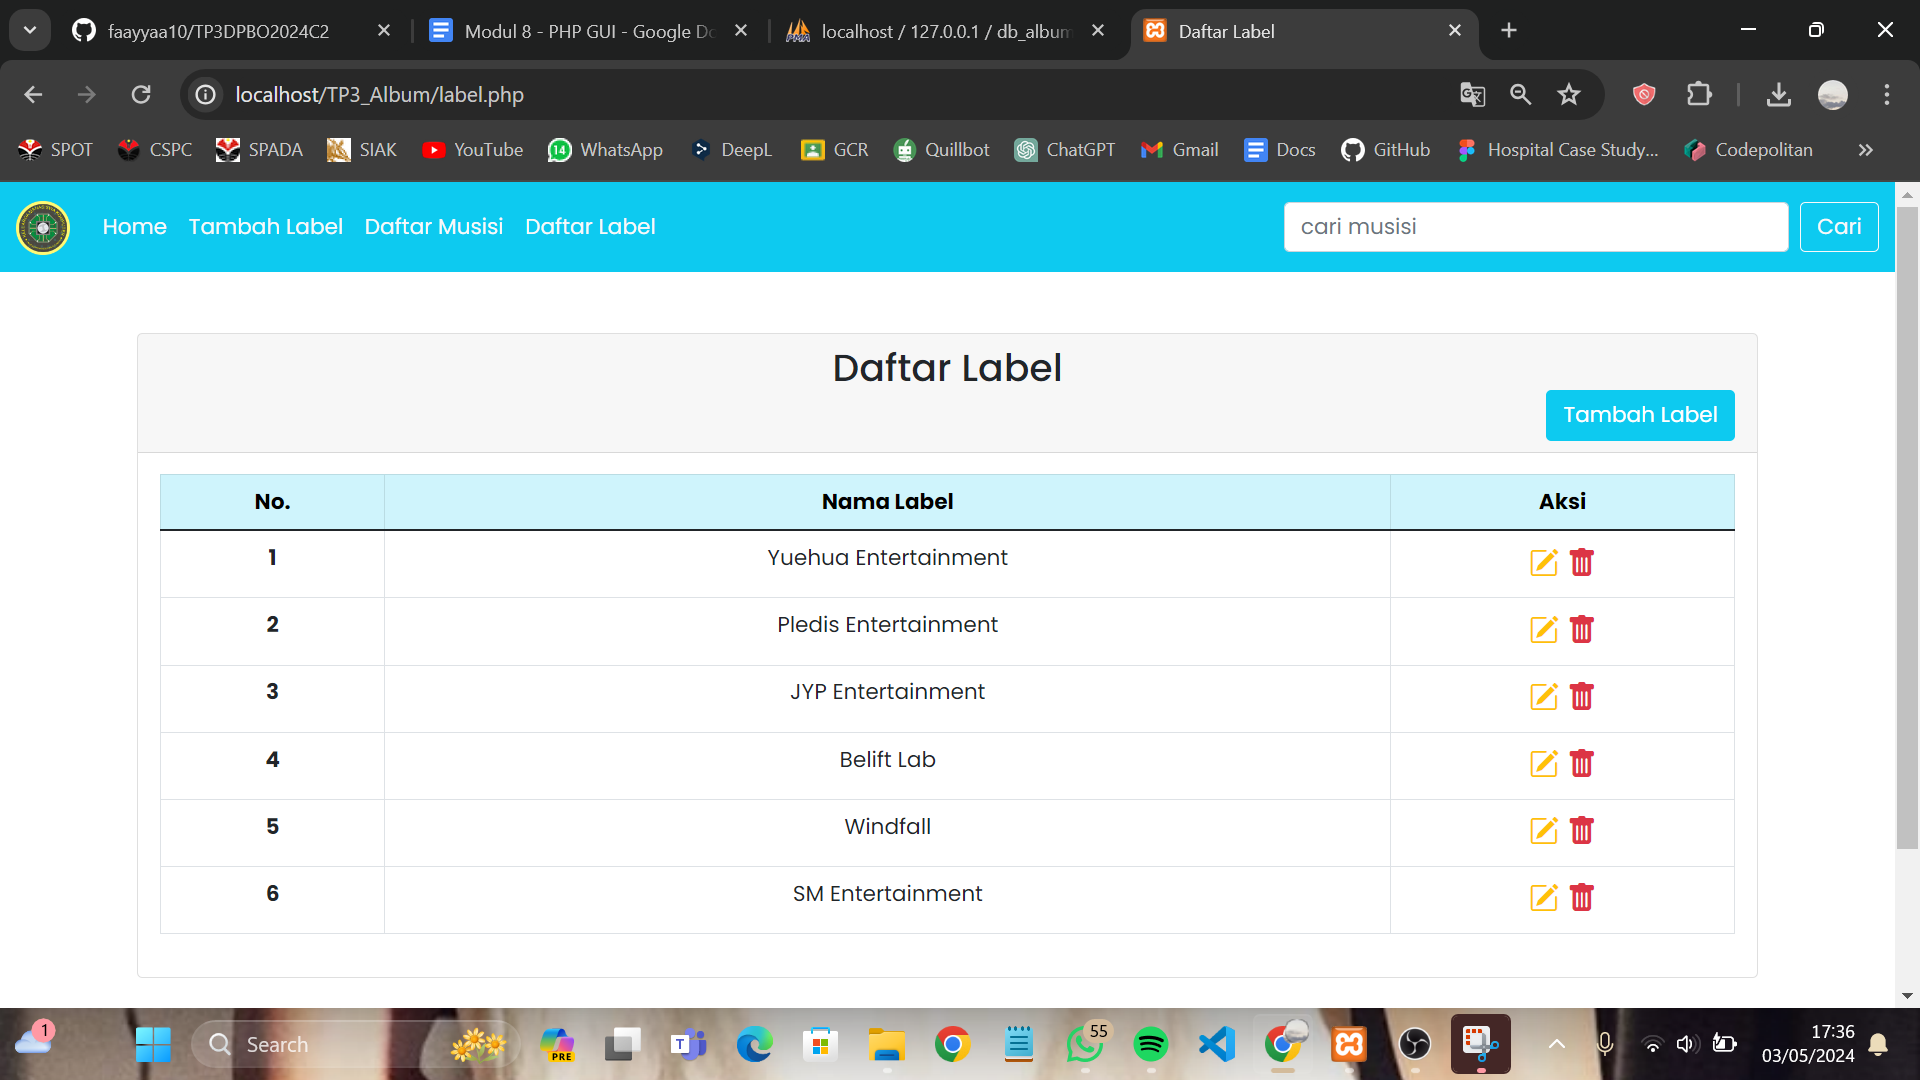 faayyaa10/TP3DPBO2024C2
Modul 8 - PHP GUI - Google Do
localhost / 127.0.0.1 / db_album
Daftar Label
localhost/TP3_Album/label.php
SPOT CSPC SPADA SIAK YouTube 14 WhatsApp DeepL GCR Quillbot ChatGPT Gmail Docs GitHub Hospital Case Study... Codepolitan
Home Tambah Label Daftar Musisi Daftar Label cari musisi Cari
Daftar Label
Tambah Label
No. Nama Label Aksi
1 Yuehua Entertainment
2 Pledis Entertainment
3 JYP Entertainment
4 Belift Lab
5 Windfall
6 SM Entertainment
1 Search PRE 55 17:36
03/05/2024